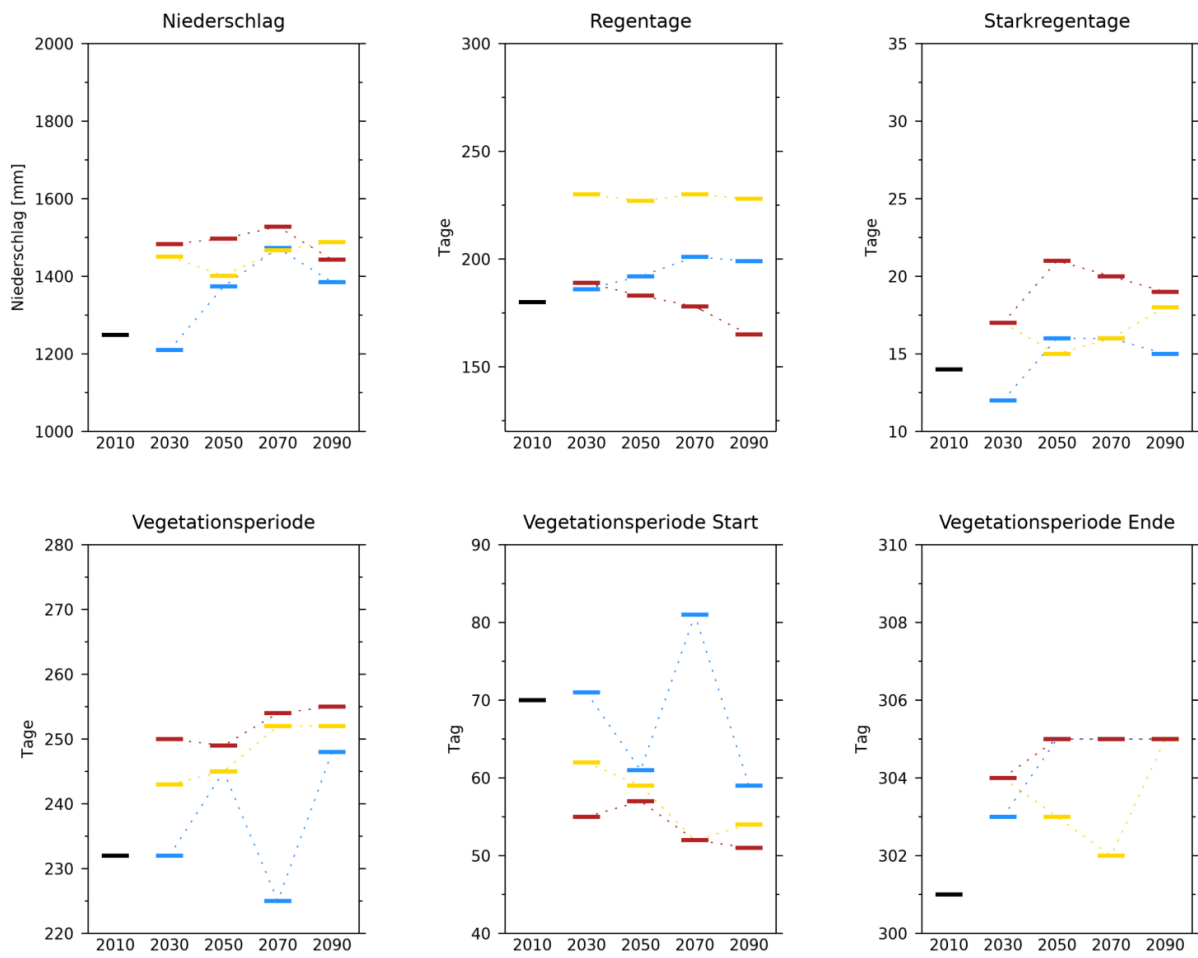 Niederschlag
Regentage
Starkregentage
2000
1800
1600
1400
1200
1000
Niederschlag [mm]
2010 2030 2050 2070 2090
300
250
200
150
Tage
2010 2030 2050 2070 2090
35
30
25
20
15
10
Tage
2010 2030 2050 2070 2090
Vegetationsperiode
Vegetationsperiode Start
Vegetationsperiode Ende
280
270
260
250
240
230
220
Tage
2010 2030 2050 2070 2090
90
80
70
60
50
40
Tag
2010 2030 2050 2070 2090
310
308
306
304
302
300
Tag
2010 2030 2050 2070 2090